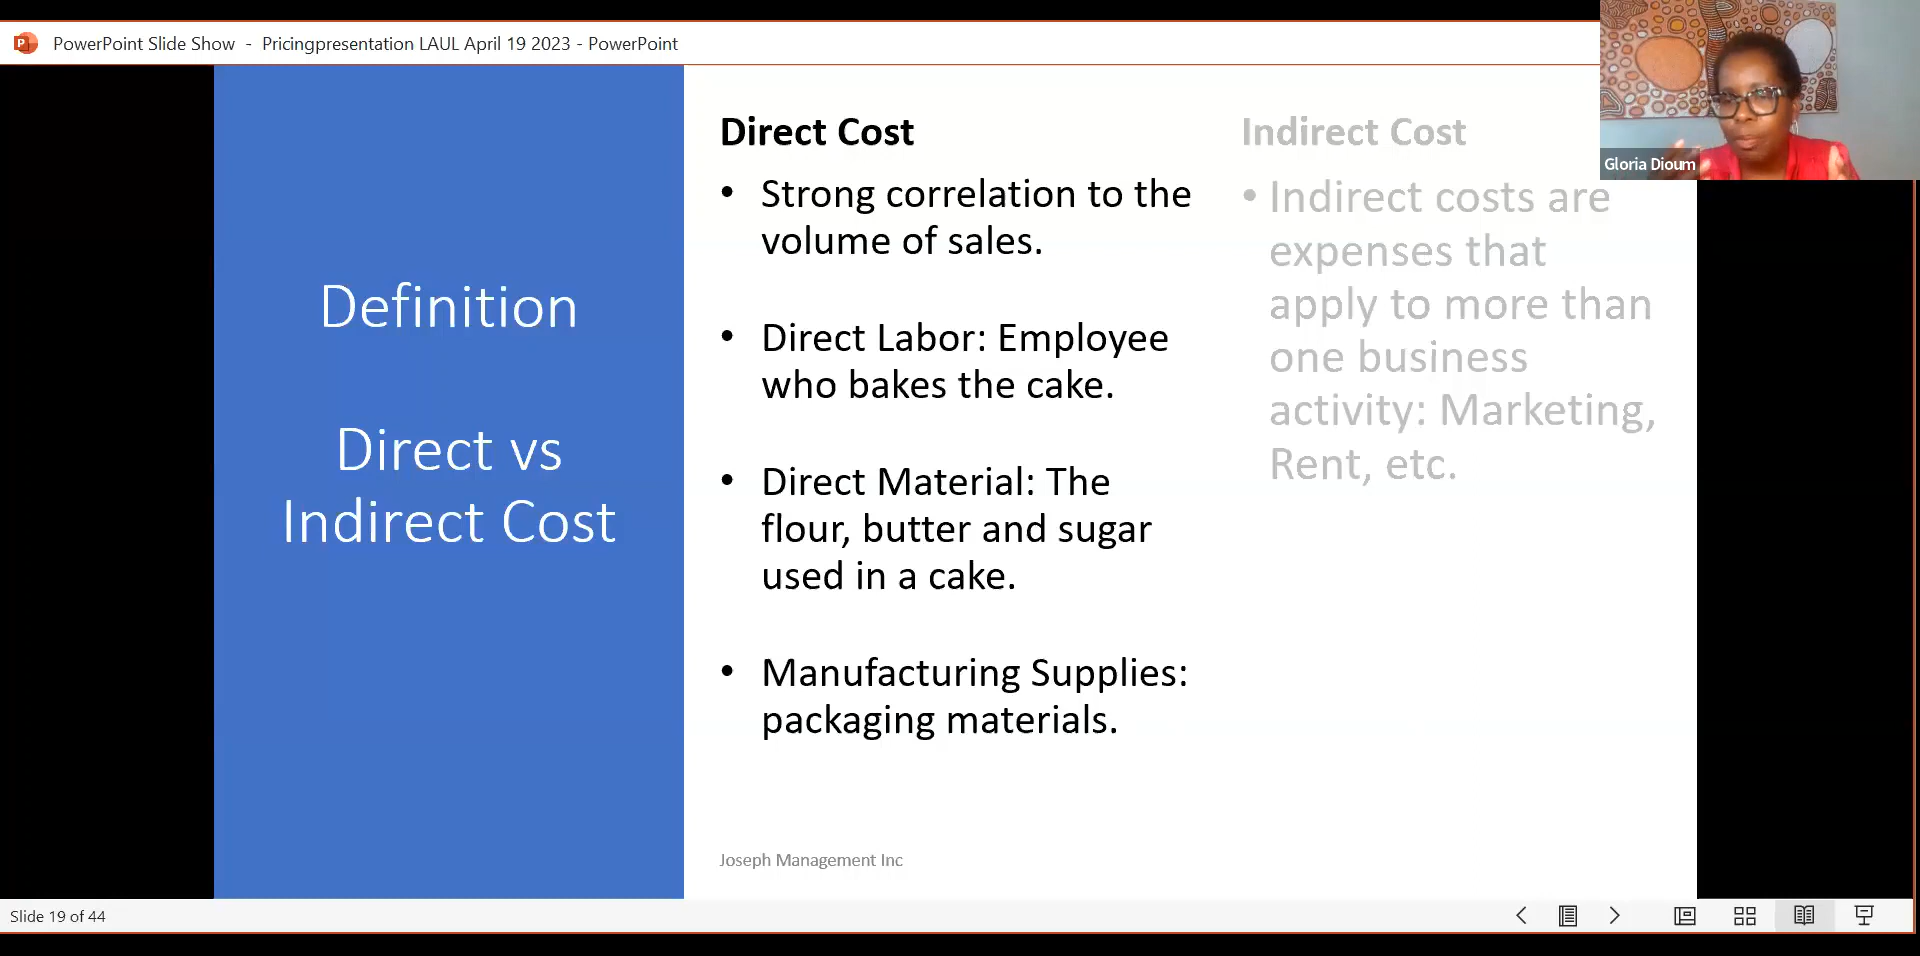 PowerPoint Slide Show - Pricingpresentation LAUL April 19 2023 - PowerPoint
Definition
Direct vs
Indirect Cost
Direct Cost
• Strong correlation to the
volume of sales.
• Direct Labor: Employee
who bakes the cake.
• Direct Material: The
flour, butter and sugar
used in a cake.
• Manufacturing Supplies:
packaging materials.
Indirect Cost
• Indirect costs are
expenses that
apply to more than
one business
activity: Marketing,
Rent, etc.
Gloria Dioum
Joseph Management Inc
Slide 19 of 44